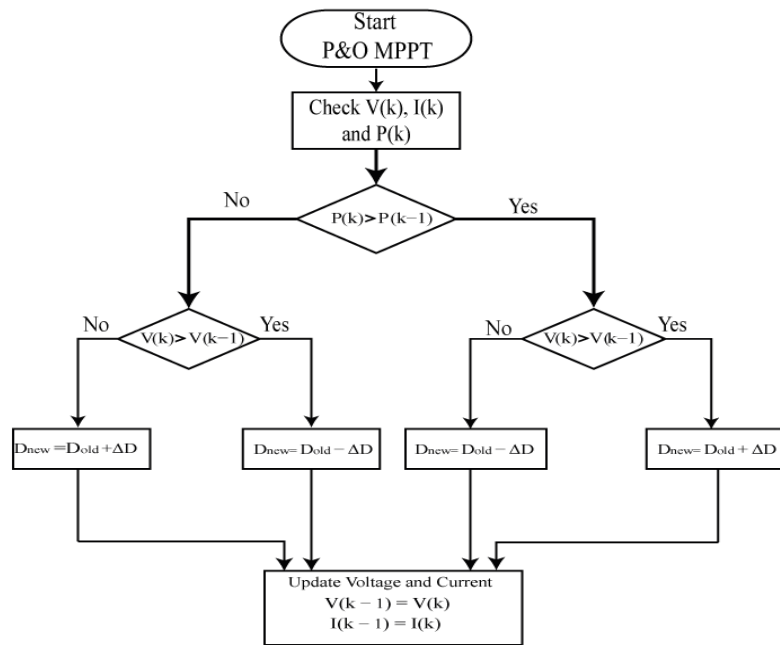 Start
P&O MPPT
Check V(k), I(k)
and P(k)
No
P(k)>P(k−1)
Yes
No
V(k)>V(k−1)
Yes
No
V(k)>V(k−1)
Yes
Dnew =Dold+ΔD
Dnew= Dold − ΔD
Dnew= Dold − ΔD
Dnew= Dold + ΔD
Update Voltage and Current
V(k − 1) = V(k)
I(k − 1) = I(k)